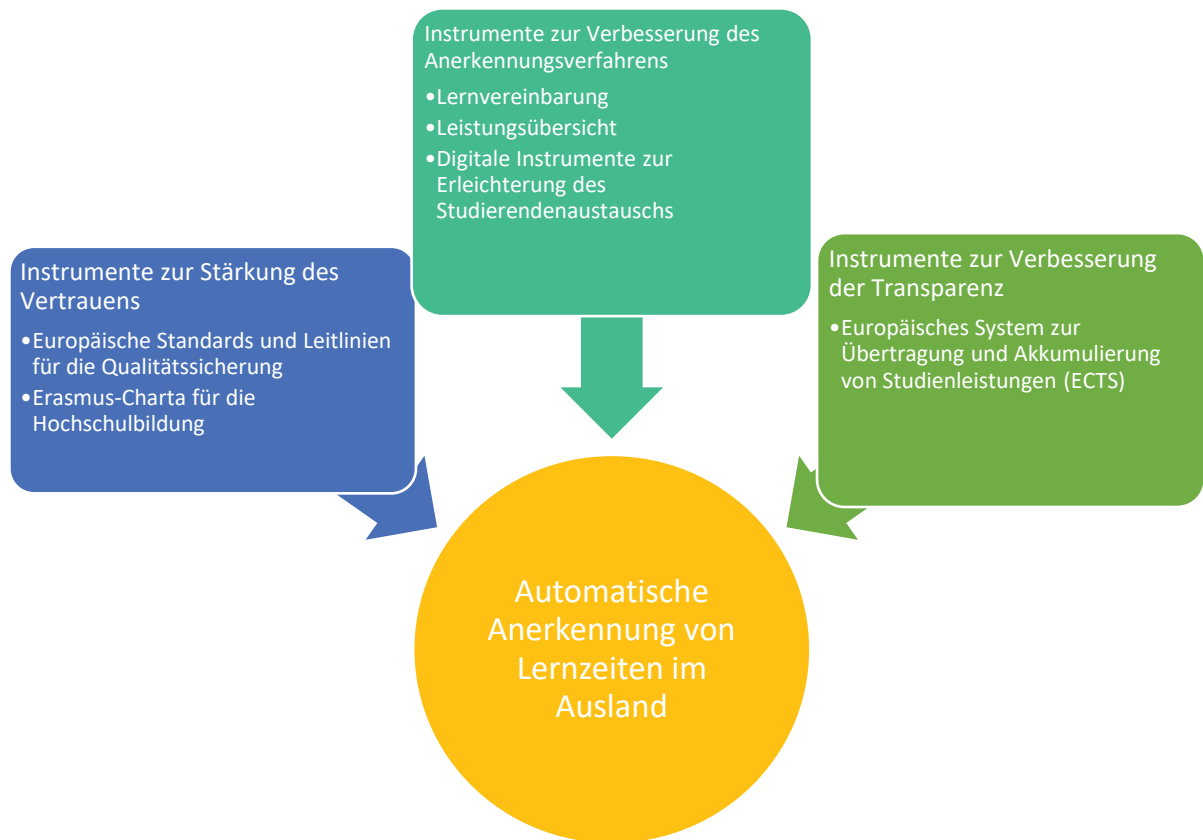 Instrumente zur Verbesserung des
Anerkennungsverfahrens
•Lernvereinbarung
•Leistungsübersicht
•Digitale Instrumente zur
Erleichterung des
Studierendenaustauschs
Instrumente zur Stärkung des
Vertrauens
•Europäische Standards und Leitlinien
für die Qualitätssicherung
•Erasmus-Charta für die
Hochschulbildung
Instrumente zur Verbesserung
der Transparenz
•Europäisches System zur
Übertragung und Akkumulierung
von Studienleistungen (ECTS)
Automatische
Anerkennung von
Lernzeiten im
Ausland